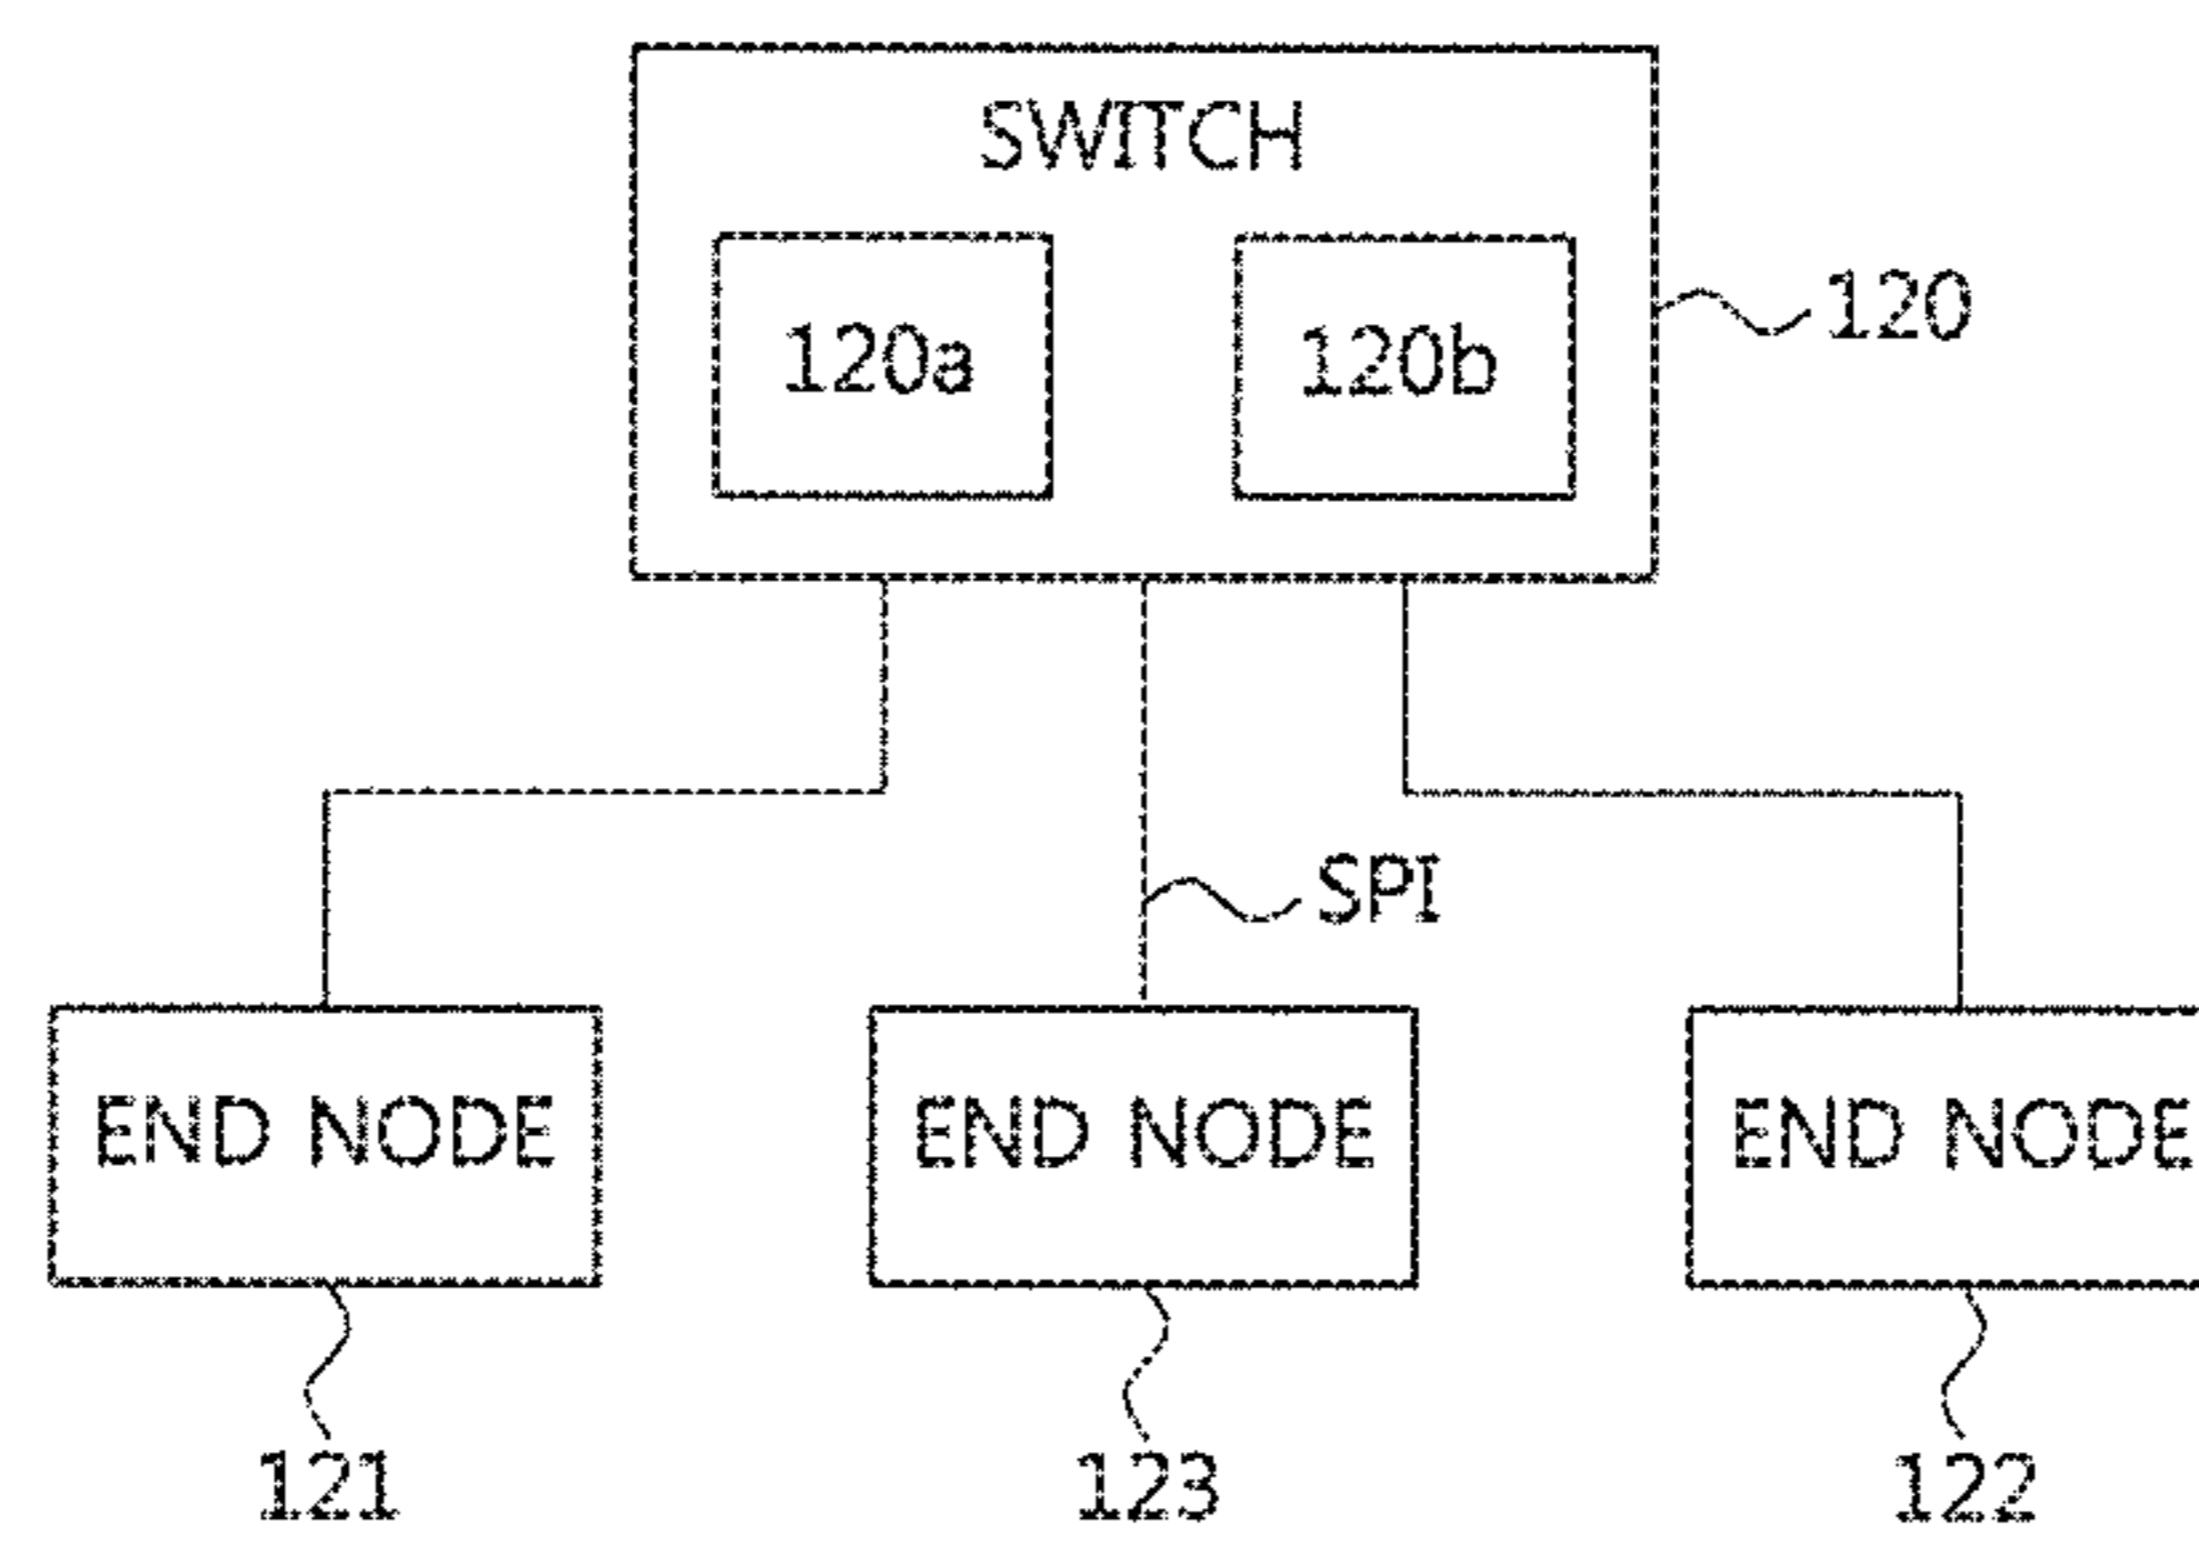 SWITCH
120a 120b
120
SPI
END NODE END NODE END NODE
121 123 122